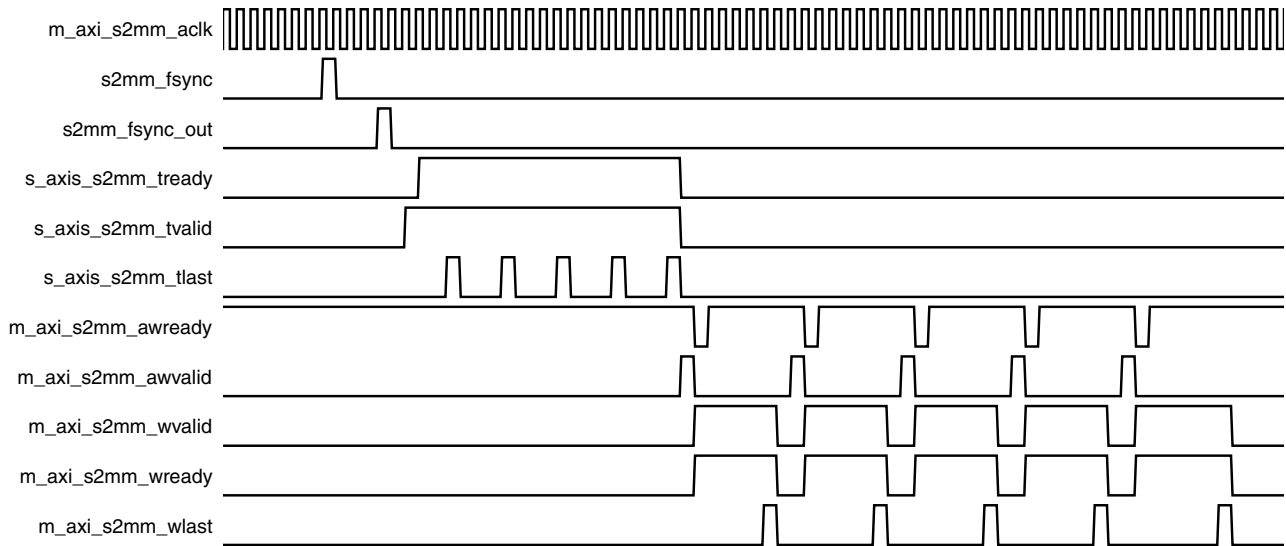 m_axi_s2mm_aclk
s2mm_fsync
s2mm_fsync_out
s_axis_s2mm_tready
s_axis_s2mm_tvalid
s_axis_s2mm_tlast
m_axi_s2mm_awready
m_axi_s2mm_awvalid
m_axi_s2mm_wvalid
m_axi_s2mm_wready
m_axi_s2mm_wlast